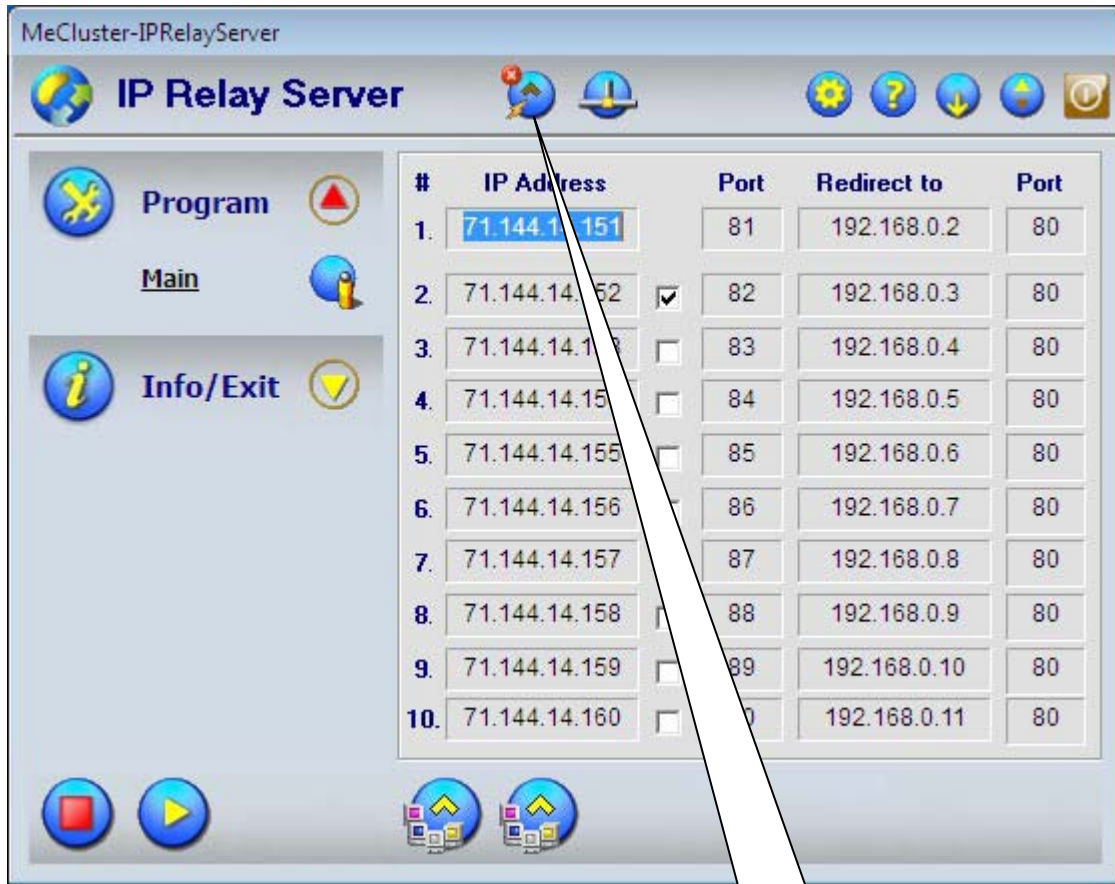 MeCluster-IPRelayServer
IP Relay Server
Program
Main
Info/Exit
# IP Address Port Redirect to Port
1. 81 192.168.0.2 80
2. 82 192.168.0.3 80
3. 83 192.168.0.4 80
4. 84 192.168.0.5 80
5. 71.144.14.155 85 192.168.0.6 80
6. 71.144.14.156 86 192.168.0.7 80
7. 71.144.14.157 87 192.168.0.8 80
8. 71.144.14.158 88 192.168.0.9 80
9. 71.144.14.159 89 192.168.0.10 80
10. 71.144.14.160 192.168.0.11 80